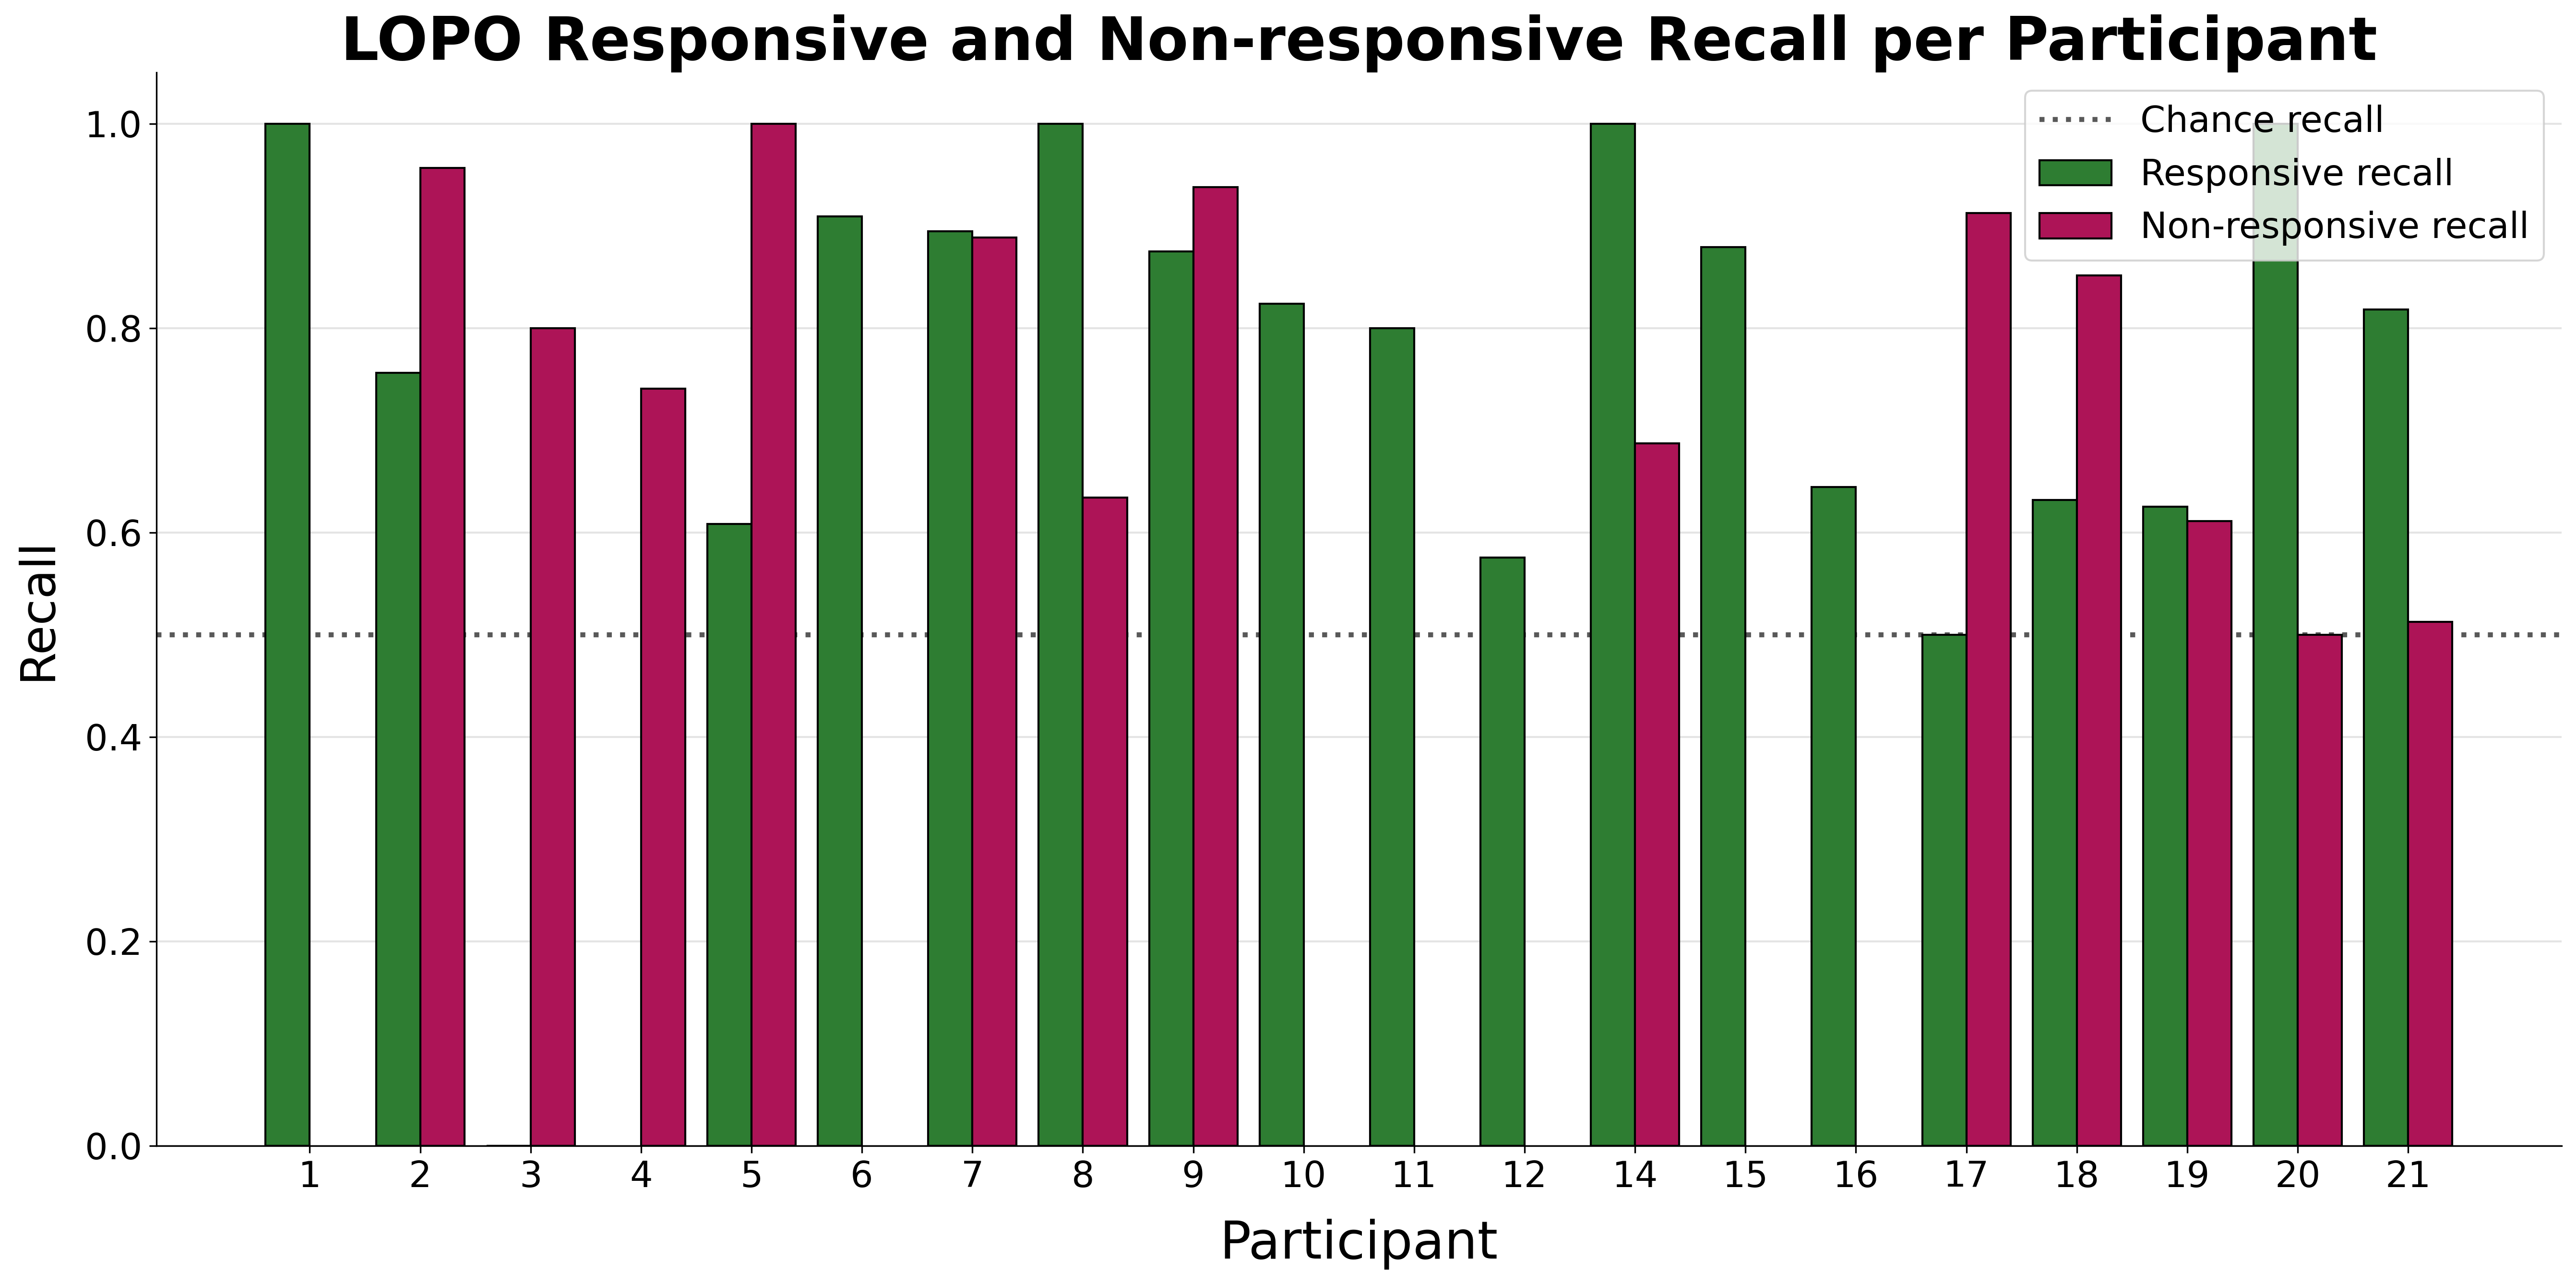 LOPO Responsive and Non-responsive Recall per Participant
Chance recall
Responsive recall
Non-responsive recall
1.0
0.8
0.6
0.4
0.2
0.0
Recall
1 2 3 4 5 6 7 8 9 10 11 12 14 15 16 17 18 19 20 21
Participant